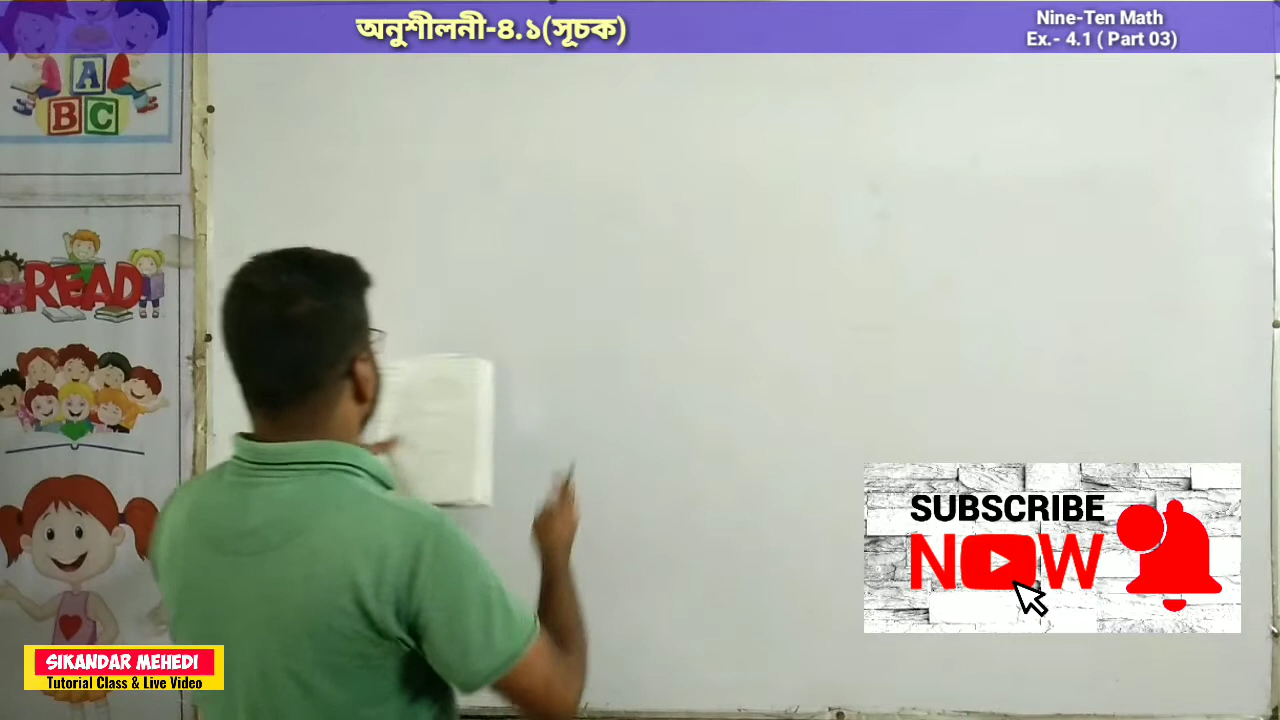 অনুশীলনী-৪.১(সূচক)
Nine-Ten Math
Ex.- 4.1 ( Part 03)
A
B C
READ
SUBSCRIBE
NOW
SIKANDAR MEHEDI
Tutorial Class & Live Video